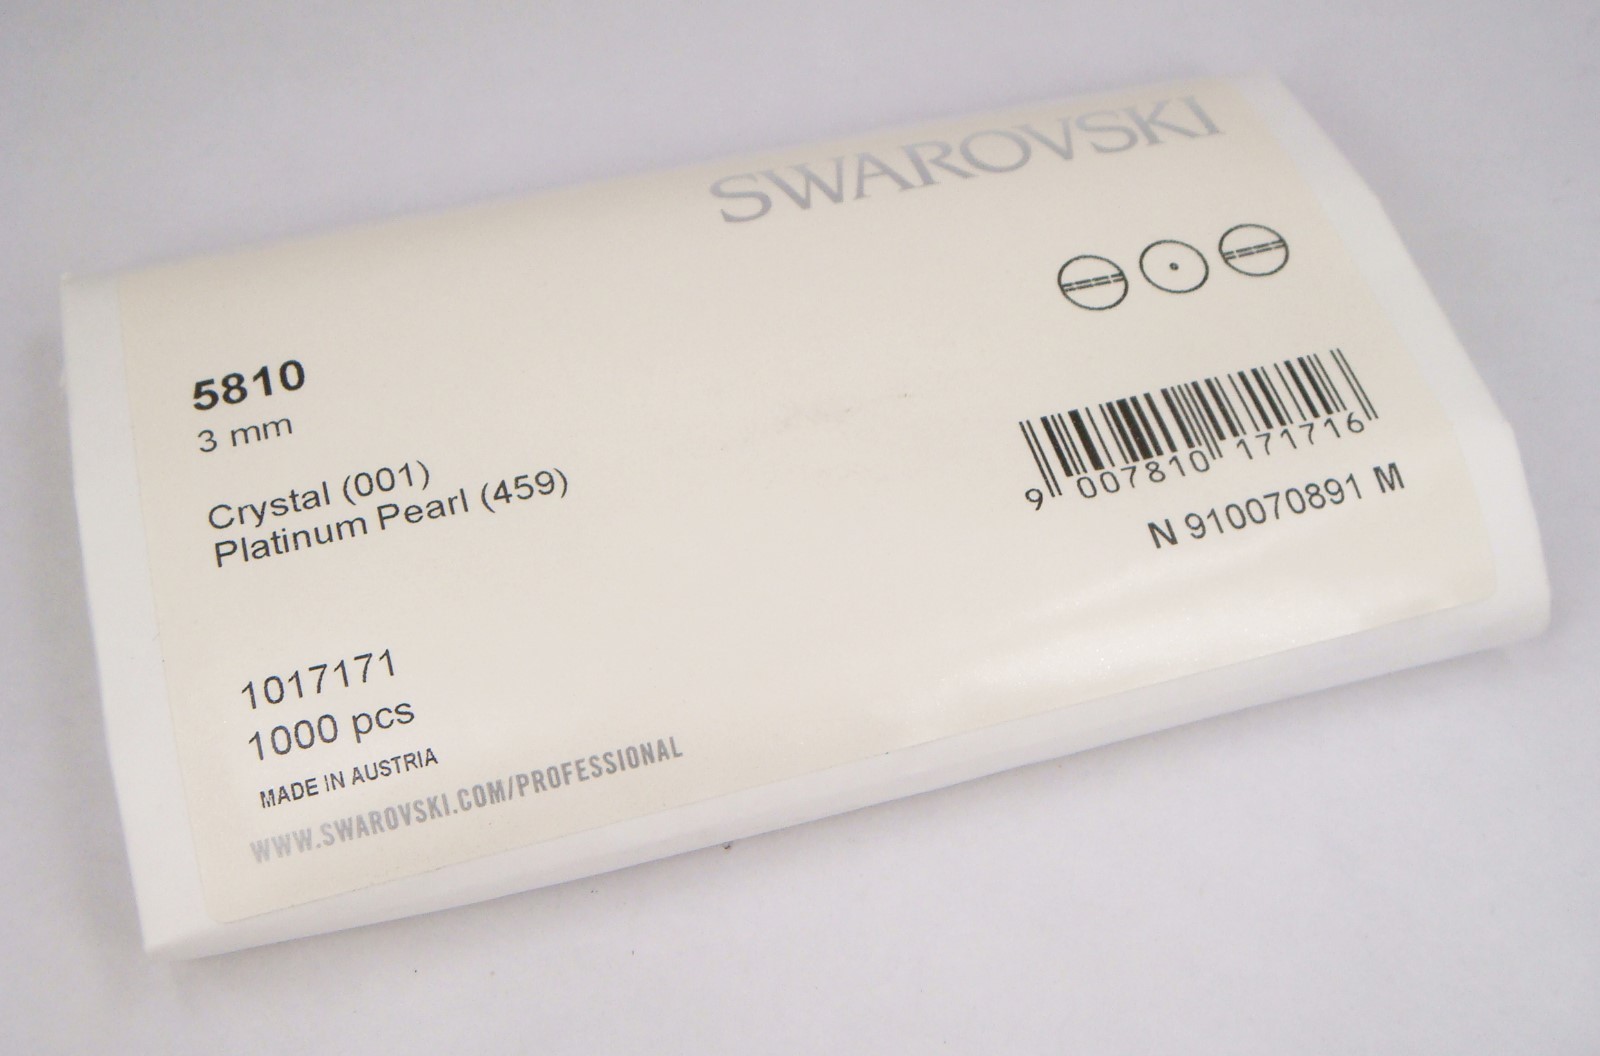 SWAROVSKI
5810
3 mm
Crystal (001)
Platinum Pearl (459)
9 007810 171716
N 910070891 M
1017171
1000 pcs
MADE IN AUSTRIA
WWW.SWAROVSKI.COM/PROFESSIONAL